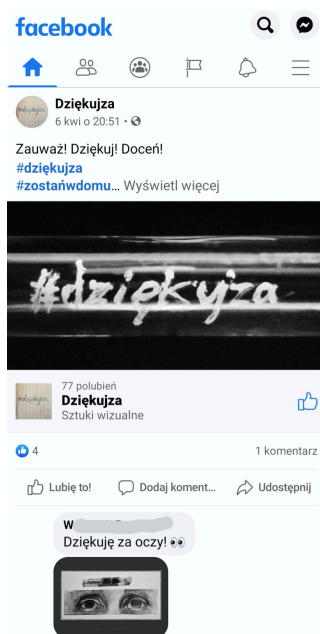 facebook
Dziękujza
6 kwi o 20:51
Zauważ! Dziękuj! Doceń!
#dziękujza
#zostańwdomu... Wyświetl więcej
#dziękujza
77 polubień
Dziękujza
Sztuki wizualne
4
1 komentarz
Lubię to!
Dodaj koment...
Udostępnij
W
Dziękuję za oczy! 👀